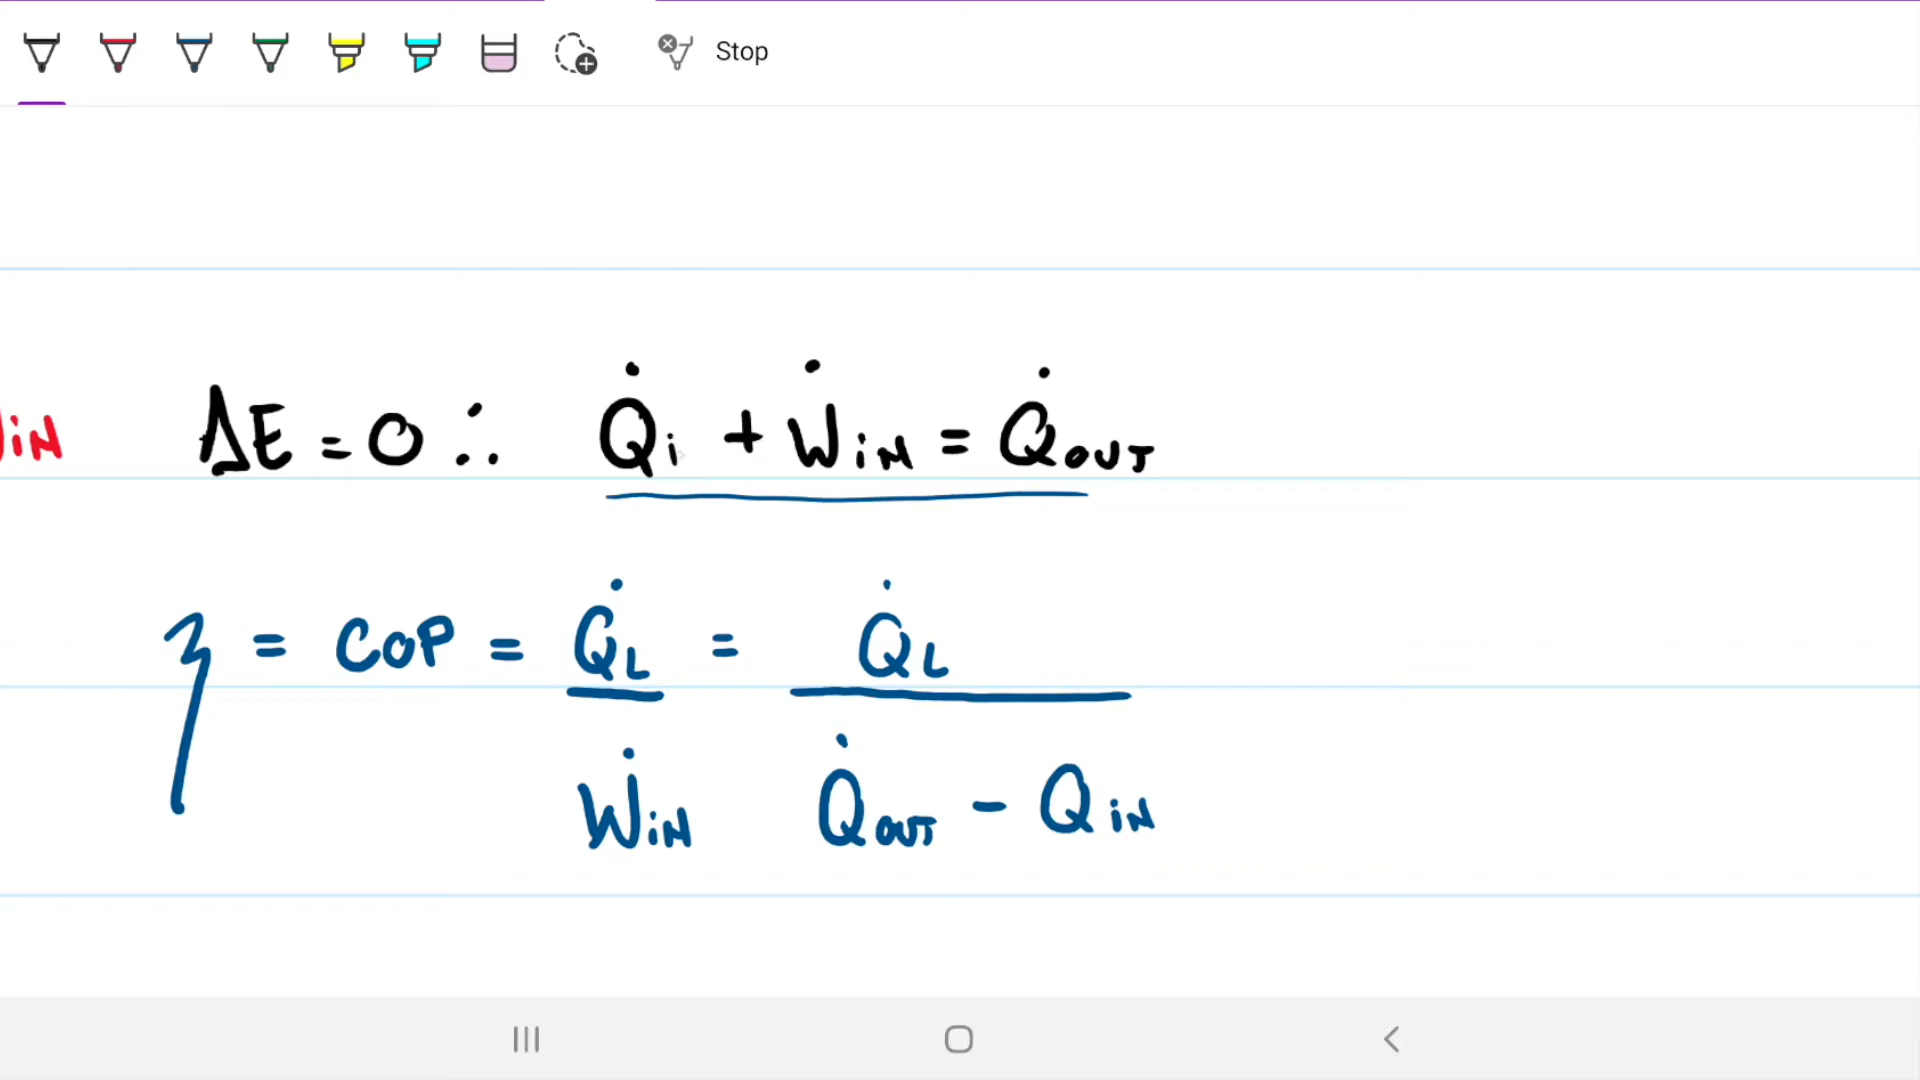 Stop
iN ΔE = 0 ∴ Q̇i + Ẇin = Q̇out
η = COP = Q̇L = Q̇L
Ẇin Q̇out - Qin